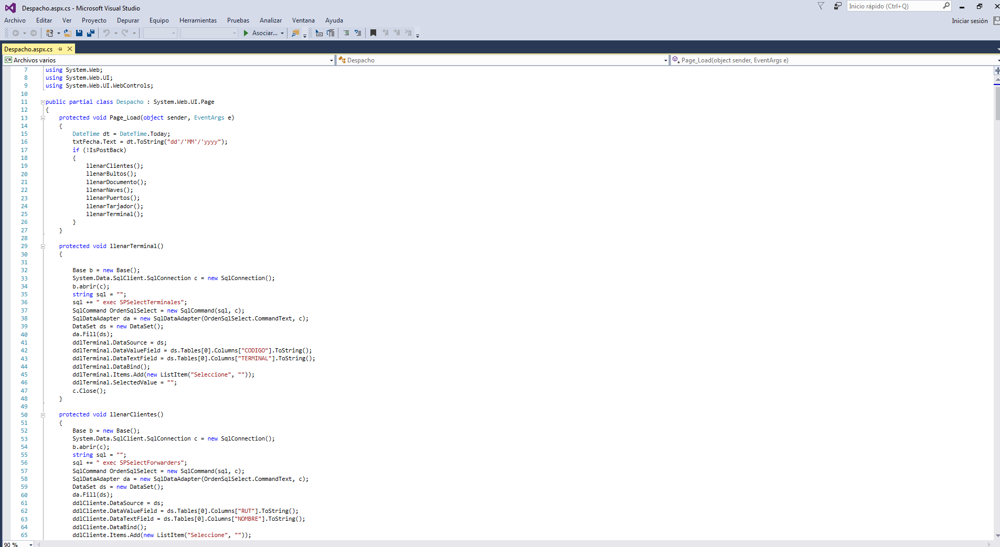 Despacho.aspx.cs - Microsoft Visual Studio
Inicio rápido (Ctrl+Q)
Archivo Editar Ver Proyecto Depurar Equipo Herramientas Pruebas Analizar Ventana Ayuda
Iniciar sesión
Asociar...
Despacho.aspx.cs
C# Archivos varios
Despacho
Page_Load(object sender, EventArgs e)
7 using System.Web;
8 using System.Web.UI;
9 using System.Web.UI.WebControls;
10
11 public partial class Despacho : System.Web.UI.Page
12 {
13 protected void Page_Load(object sender, EventArgs e)
14 {
15 DateTime dt = DateTime.Today;
16 txtFecha.Text = dt.ToString("dd'/'MM'/'yyyy");
17 if (!IsPostBack)
18 {
19 llenarClientes();
20 llenarBultos();
21 llenarDocumento();
22 llenarNaves();
23 llenarPuertos();
24 llenarTarjador();
25 llenarTerminal();
26 }
27 }
28
29 protected void llenarTerminal()
30 {
31
32 Base b = new Base();
33 System.Data.SqlClient.SqlConnection c = new SqlConnection();
34 b.abrir(c);
35 string sql = "";
36 sql += " exec SPSelectTerminales";
37 SqlCommand OrdenSqlSelect = new SqlCommand(sql, c);
38 SqlDataAdapter da = new SqlDataAdapter(OrdenSqlSelect.CommandText, c);
39 DataSet ds = new DataSet();
40 da.Fill(ds);
41 ddlTerminal.DataSource = ds;
42 ddlTerminal.DataValueField = ds.Tables[0].Columns["CODIGO"].ToString();
43 ddlTerminal.DataTextField = ds.Tables[0].Columns["TERMINAL"].ToString();
44 ddlTerminal.DataBind();
45 ddlTerminal.Items.Add(new ListItem("Seleccione", ""));
46 ddlTerminal.SelectedValue = "";
47 c.Close();
48 }
49
50 protected void llenarClientes()
51 {
52 Base b = new Base();
53 System.Data.SqlClient.SqlConnection c = new SqlConnection();
54 b.abrir(c);
55 string sql = "";
56 sql += " exec SPSelectForwarders";
57 SqlCommand OrdenSqlSelect = new SqlCommand(sql, c);
58 SqlDataAdapter da = new SqlDataAdapter(OrdenSqlSelect.CommandText, c);
59 DataSet ds = new DataSet();
60 da.Fill(ds);
61 ddlCliente.DataSource = ds;
62 ddlCliente.DataValueField = ds.Tables[0].Columns["RUT"].ToString();
63 ddlCliente.DataTextField = ds.Tables[0].Columns["NOMBRE"].ToString();
64 ddlCliente.DataBind();
65 ddlCliente.Items.Add(new ListItem("Seleccione", ""));
90 %